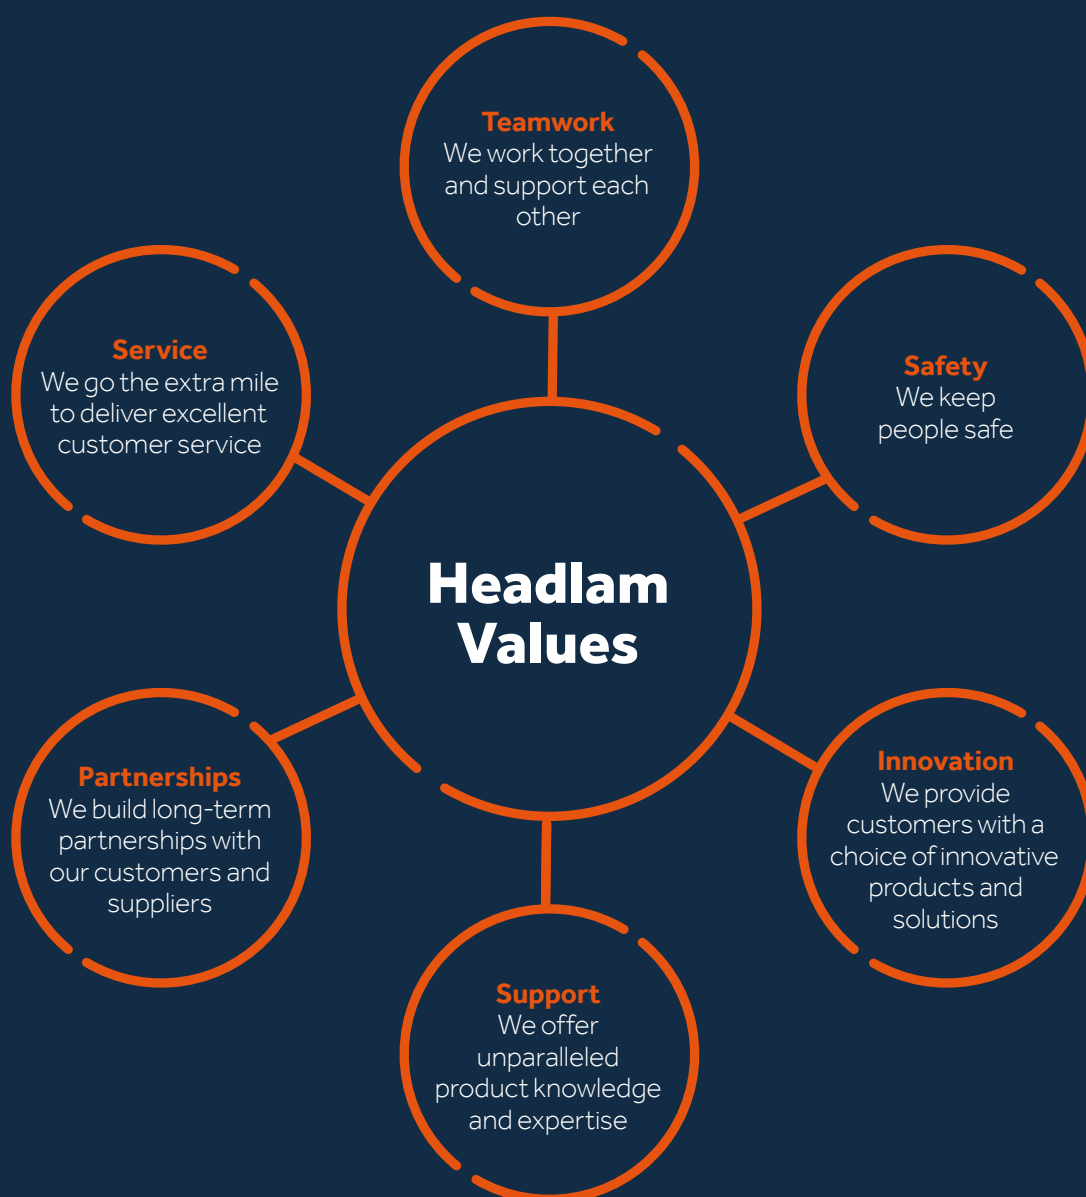 Teamwork
We work together
and support each
other
Service
We go the extra mile
to deliver excellent
customer service
Safety
We keep
people safe
Headlam
Values
Partnerships
We build long-term
partnerships with
our customers and
suppliers
Innovation
We provide
customers with a
choice of innovative
products and
solutions
Support
We offer
unparalleled
product knowledge
and expertise